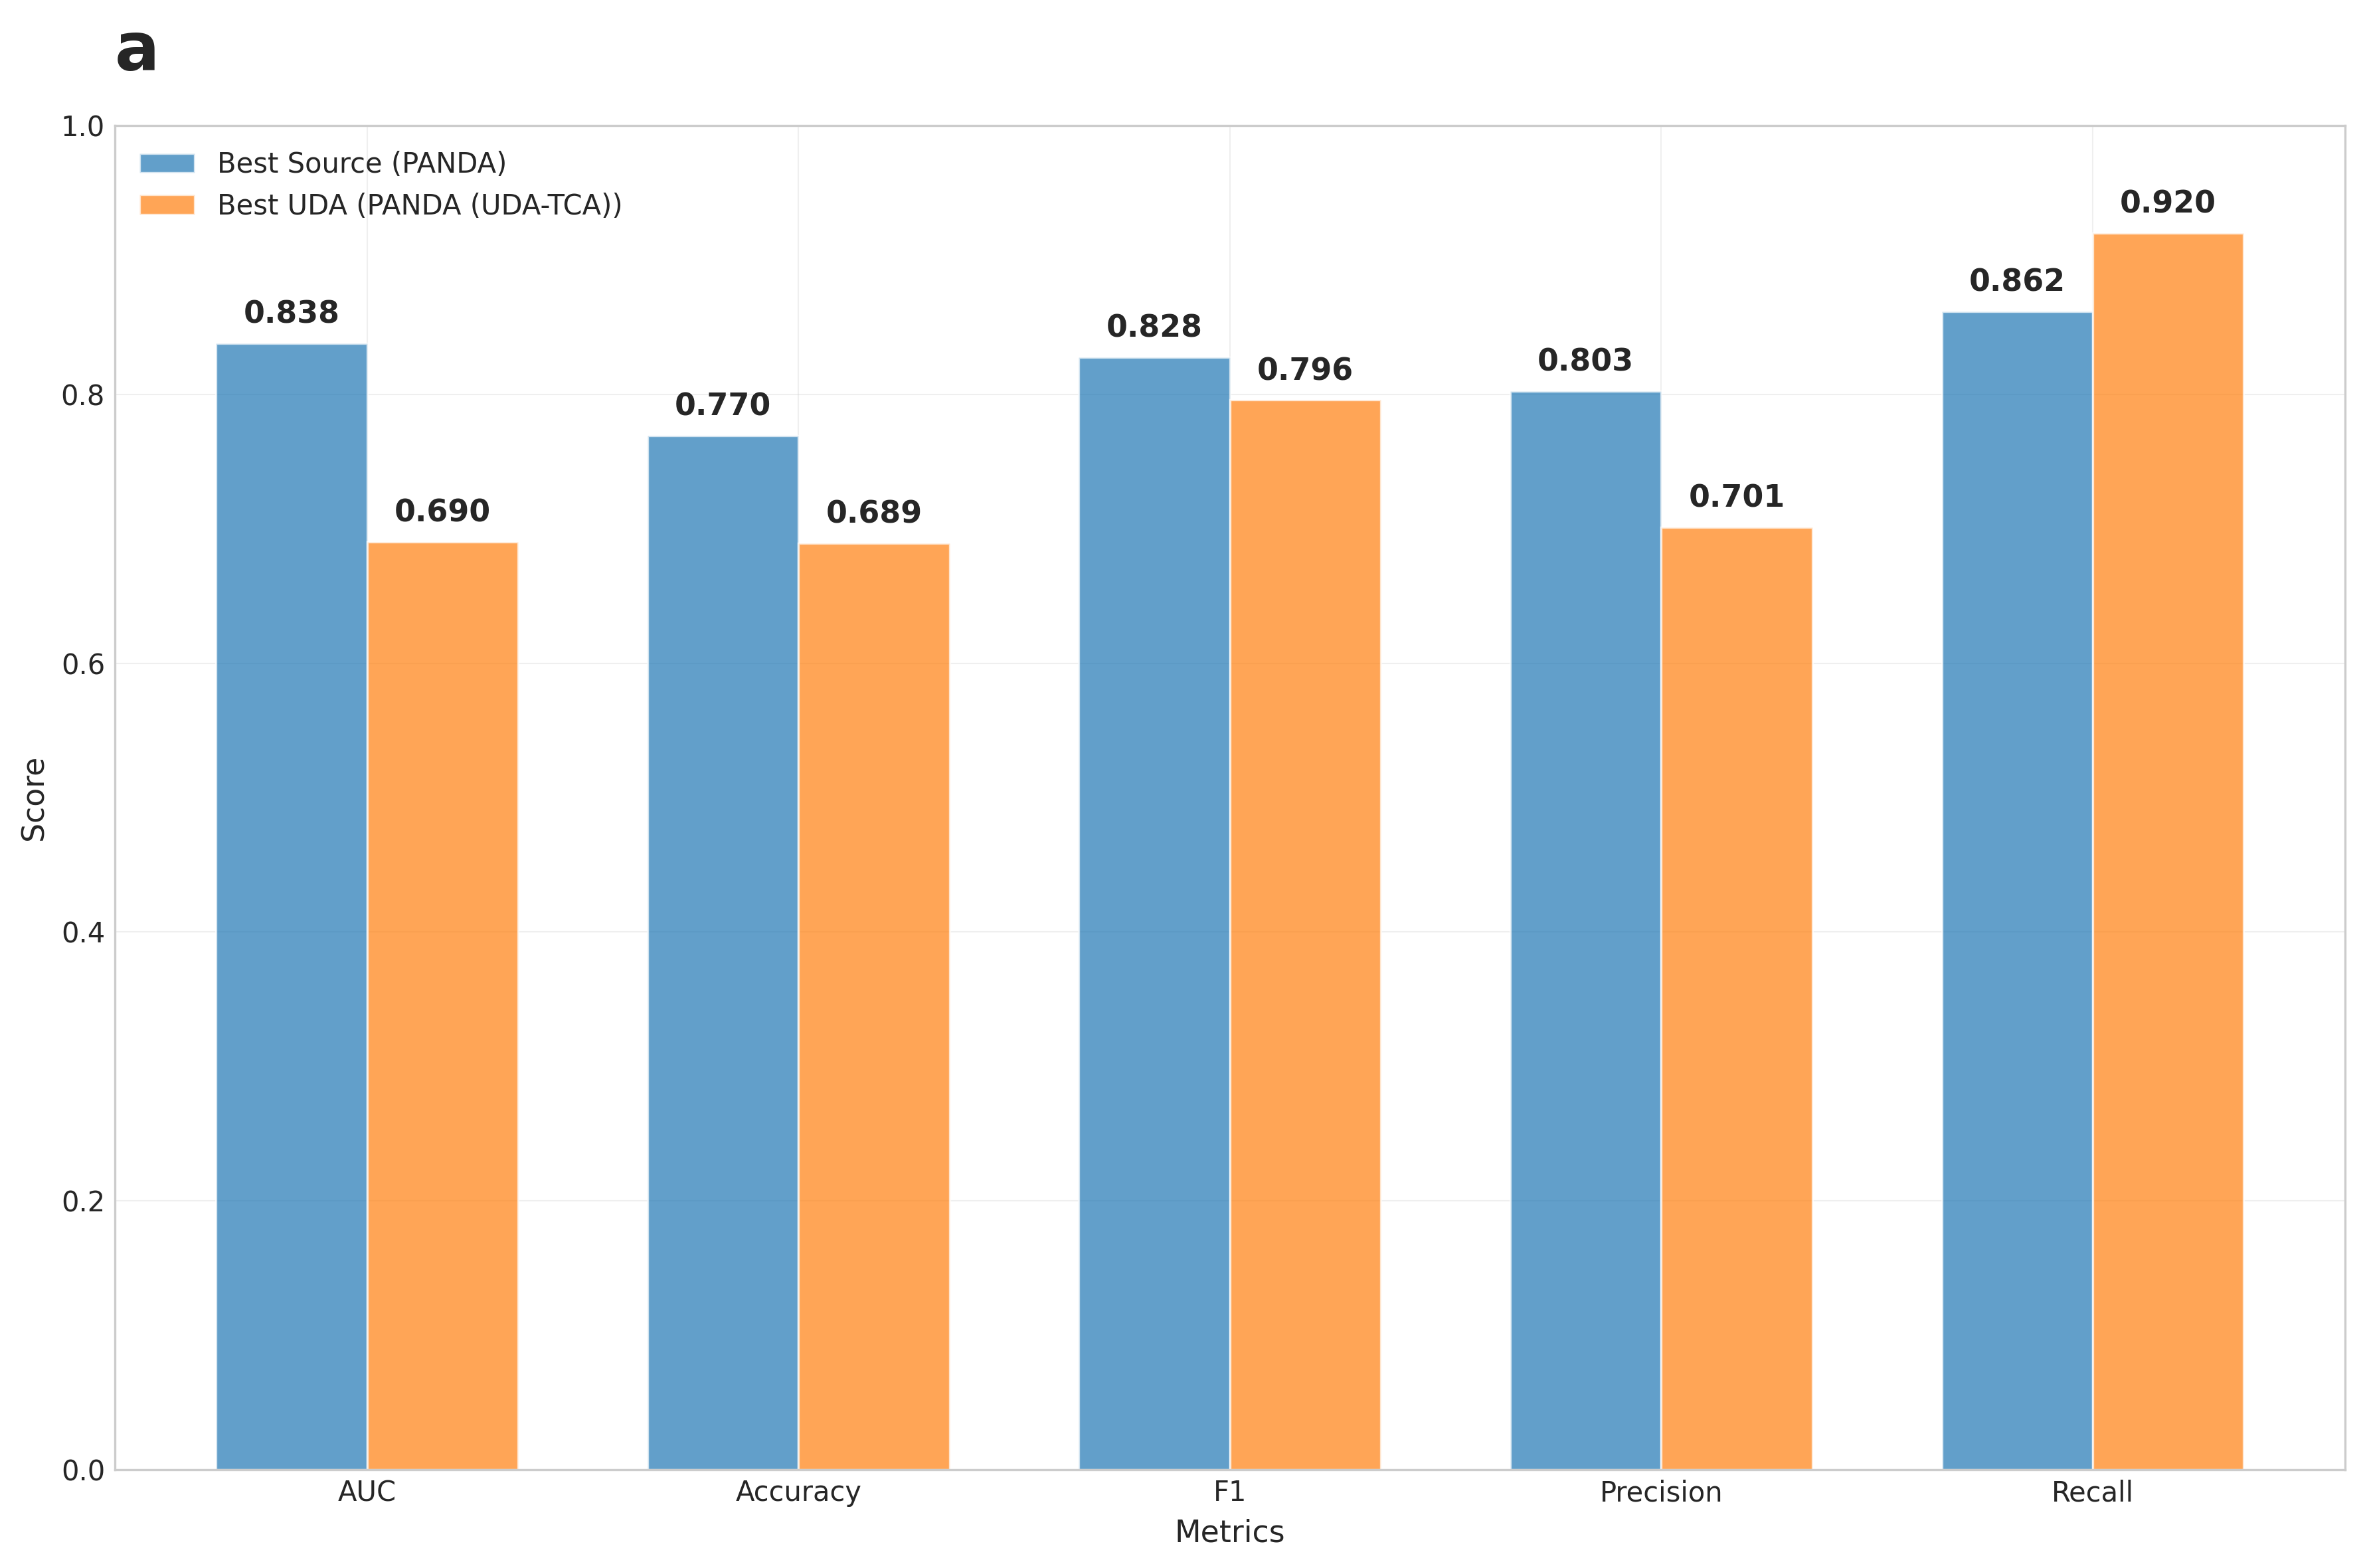 a
1.0
0.8
0.6
0.4
0.2
0.0
Score
Best Source (PANDA)
Best UDA (PANDA (UDA-TCA))
0.838
0.690
0.770
0.689
0.828
0.796
0.803
0.701
0.862
0.920
AUC
Accuracy
F1
Precision
Recall
Metrics